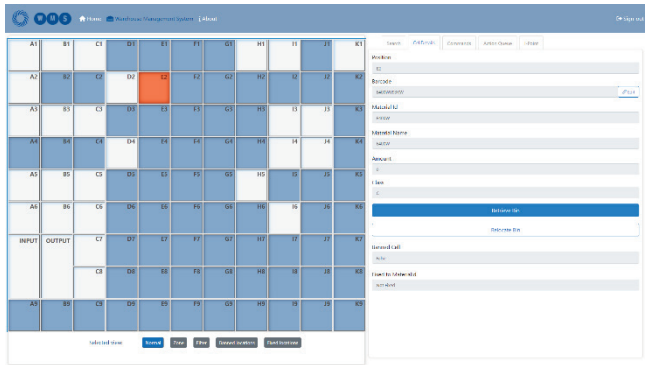 WMS Home Warehouse Management System About Sign out
A1 B1 C1 D1 E1 F1 G1 H1 I1 J1 K1
A2 B2 C2 D2 E2 F2 G2 H2 I2 J2 K2
A3 B3 C3 D3 E3 F3 G3 H3 I3 J3 K3
A4 B4 C4 D4 E4 F4 G4 H4 I4 J4 K4
A5 B5 C5 D5 E5 F5 G5 H5 I5 J5 K5
A6 B6 C6 D6 E6 F6 G6 H6 I6 J6 K6
INPUT OUTPUT C7 D7 E7 F7 G7 H7 I7 J7 K7
C8 D8 E8 F8 G8 H8 I8 J8 K8
A9 B9 C9 D9 E9 F9 G9 H9 I9 J9 K9
Selected view: Normal Zone Filter Banned locations Fixed locations
Search Cell Details Commands Action Queue
Position
E2
Barcode
Material Id
Material Name
Amount
Class
Retrieve Bin
Relocate Bin
Banned Cell
Fixed to MaterialId